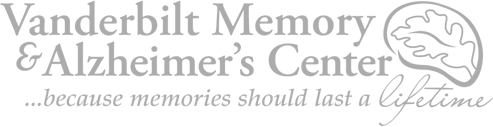 Vanderbilt Memory
& Alzheimer's Center
...because memories should last a lifetime